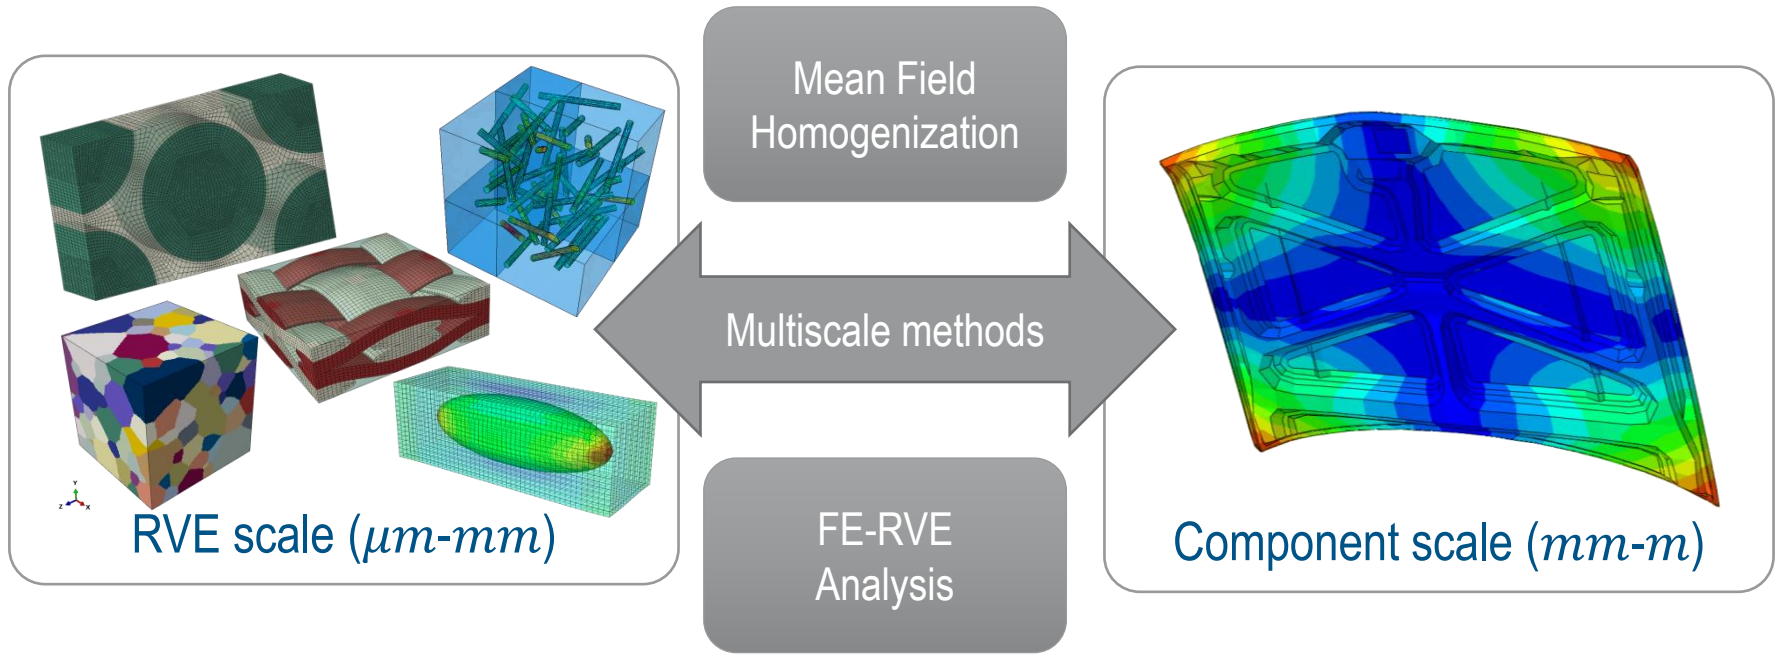 Mean Field
Homogenization
Multiscale methods
FE-RVE
Analysis
Y
Z
X
RVE scale (μm-mm)
Component scale (mm-m)